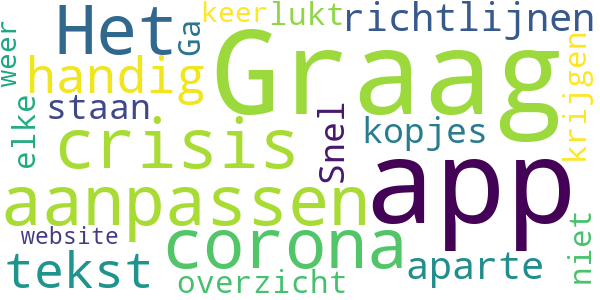 keer lukt richtlijnen
Het Ga Graag
weer handig
krijgen
elke staan crisis Snel kopjes
aanpassen app
corona niet
website
tekst overzicht aparte